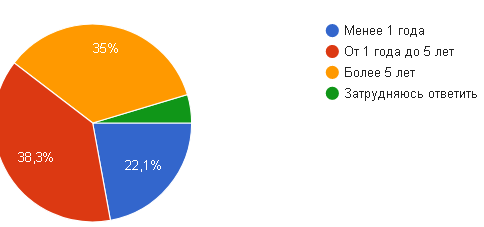 35%
38,3%
22,1%
Менее 1 года
От 1 года до 5 лет
Более 5 лет
Затрудняюсь ответить